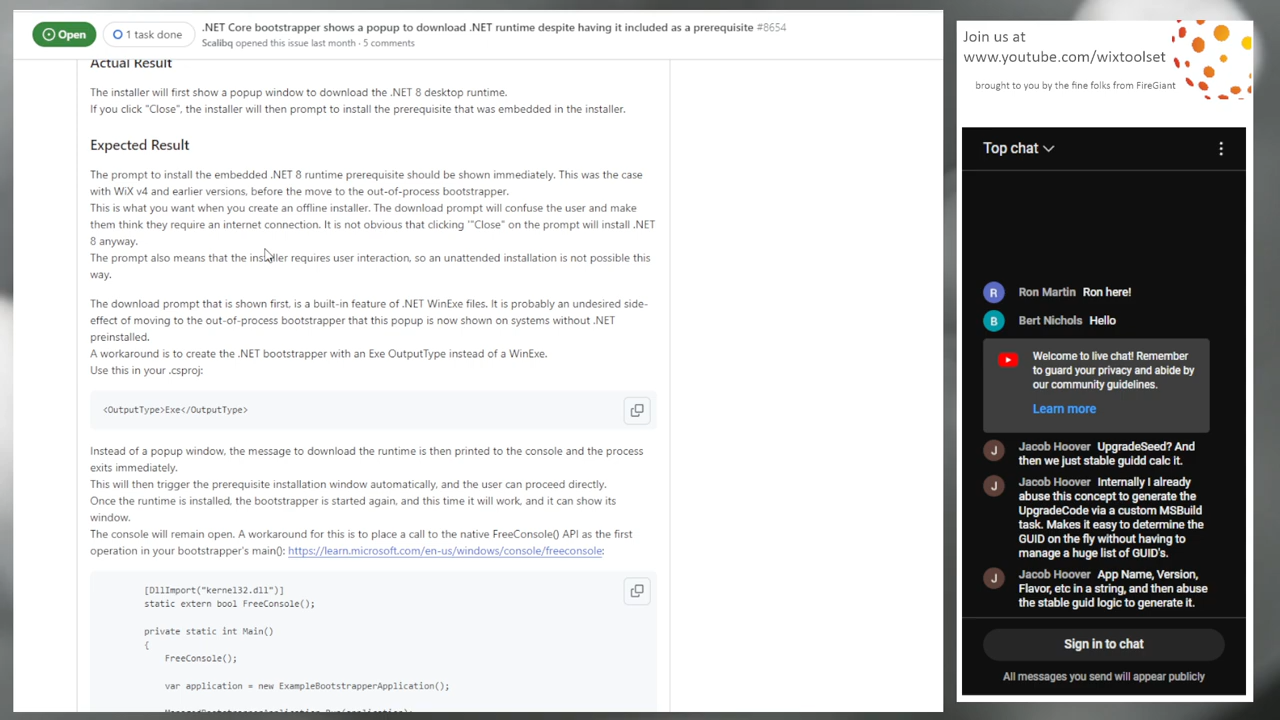 Open
1 task done
.NET Core bootstrapper shows a popup to download .NET runtime despite having it included as a prerequisite #8654
Scalibq opened this issue last month · 5 comments
Actual Result
The installer will first show a popup window to download the .NET 8 desktop runtime.
If you click "Close", the installer will then prompt to install the prerequisite that was embedded in the installer.
Expected Result
The prompt to install the embedded .NET 8 runtime prerequisite should be shown immediately. This was the case
with WiX v4 and earlier versions, before the move to the out-of-process bootstrapper.
This is what you want when you create an offline installer. The download prompt will confuse the user and make
them think they require an internet connection. It is not obvious that clicking '"Close" on the prompt will install .NET
8 anyway.
The prompt also means that the installer requires user interaction, so an unattended installation is not possible this
way.
The download prompt that is shown first, is a built-in feature of .NET WinExe files. It is probably an undesired side-
effect of moving to the out-of-process bootstrapper that this popup is now shown on systems without .NET
preinstalled.
A workaround is to create the .NET bootstrapper with an Exe OutputType instead of a WinExe.
Use this in your .csproj:
<OutputType>Exe</OutputType>
Instead of a popup window, the message to download the runtime is then printed to the console and the process
exits immediately.
This will then trigger the prerequisite installation window automatically, and the user can proceed directly.
Once the runtime is installed, the bootstrapper is started again, and this time it will work, and it can show its
window.
The console will remain open. A workaround for this is to place a call to the native FreeConsole() API as the first
operation in your bootstrapper's main(): https://learn.microsoft.com/en-us/windows/console/freeconsole:
[DllImport("kernel32.dll")]
static extern bool FreeConsole();
private static int Main()
{
FreeConsole();
var application = new ExampleBootstrapperApplication();
ManagedBootstrapperApplication.Run(application);
Join us at
www.youtube.com/wixtoolset
brought to you by the fine folks from FireGiant
Top chat
R Ron Martin Ron here!
B Bert Nichols Hello
Welcome to live chat! Remember
to guard your privacy and abide by
our community guidelines.
Learn more
J Jacob Hoover UpgradeSeed? And
then we just stable guidd calc it.
J Jacob Hoover Internally I already
abuse this concept to generate the
UpgradeCode via a custom MSBuild
task. Makes it easy to determine the
GUID on the fly without having to
manage a huge list of GUID's.
J Jacob Hoover App Name, Version,
Flavor, etc in a string, and then abuse
the stable guid logic to generate it.
Sign in to chat
All messages you send will appear publicly